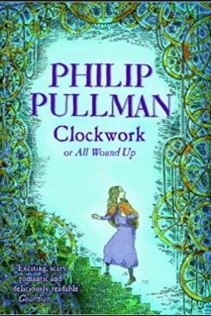 PHILIP
PULLMAN
Clockwork
or All Wound Up
Exciting, scary,
romantic and
deliciously readable
Guardian